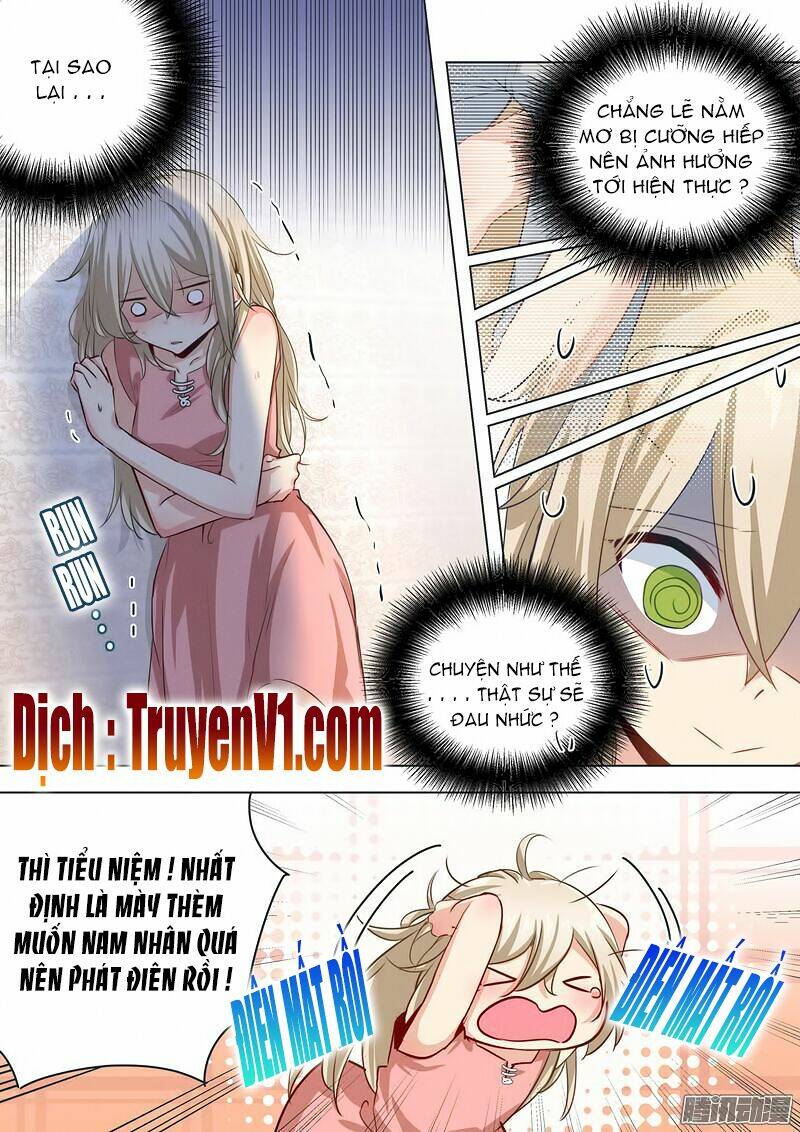 TẠI SAO
LẠI . . .
CHẲNG LẼ NẰM
MƠ BỊ CƯỠNG HIẾP
NÊN ẢNH HƯỞNG
TỚI HIỆN THỰC ?
RUN
RUN
...
CHUYỆN NHƯ THẾ
. . . . THẬT SỰ SẼ
ĐAU NHỨC ?
Dịch : TruyenV1.com
THÌ TIỂU NIỆM ! NHẤT
ĐỊNH LÀ MÀY THÈM
MUỐN NAM NHÂN QUÁ
NÊN PHÁT ĐIÊN RỒI !
ĐIÊN MẤT RỒI
ĐIÊN MẤT RỒI
腾讯动漫